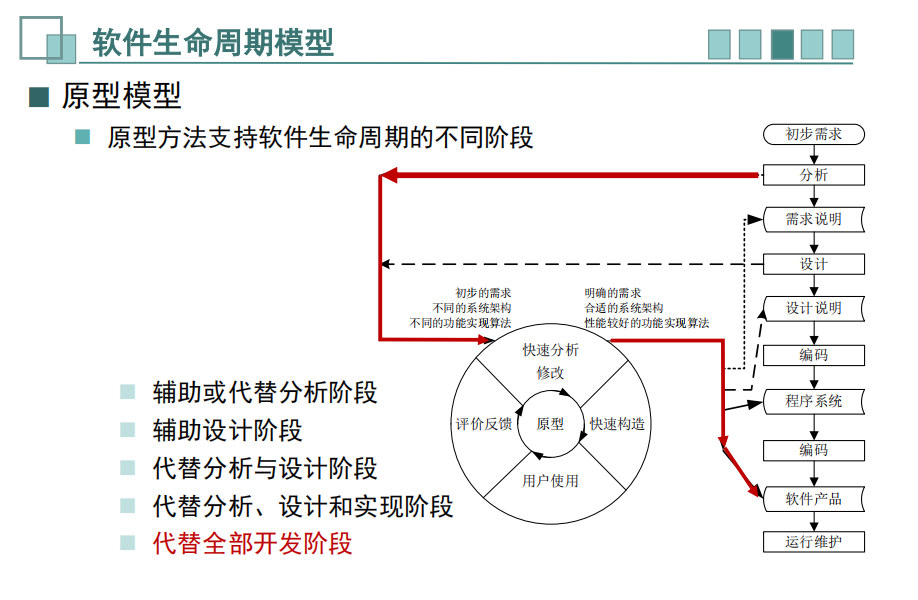 软件生命周期模型
原型模型
原型方法支持软件生命周期的不同阶段
初步需求
分析
需求说明
设计
设计说明
编码
程序系统
编码
软件产品
运行维护
初步的需求
不同的系统架构
不同的功能实现算法
明确的需求
合适的系统架构
性能较好的功能实现算法
快速分析
修改
评价反馈
原型
快速构造
用户使用
辅助或代替分析阶段
辅助设计阶段
代替分析与设计阶段
代替分析、设计和实现阶段
代替全部开发阶段